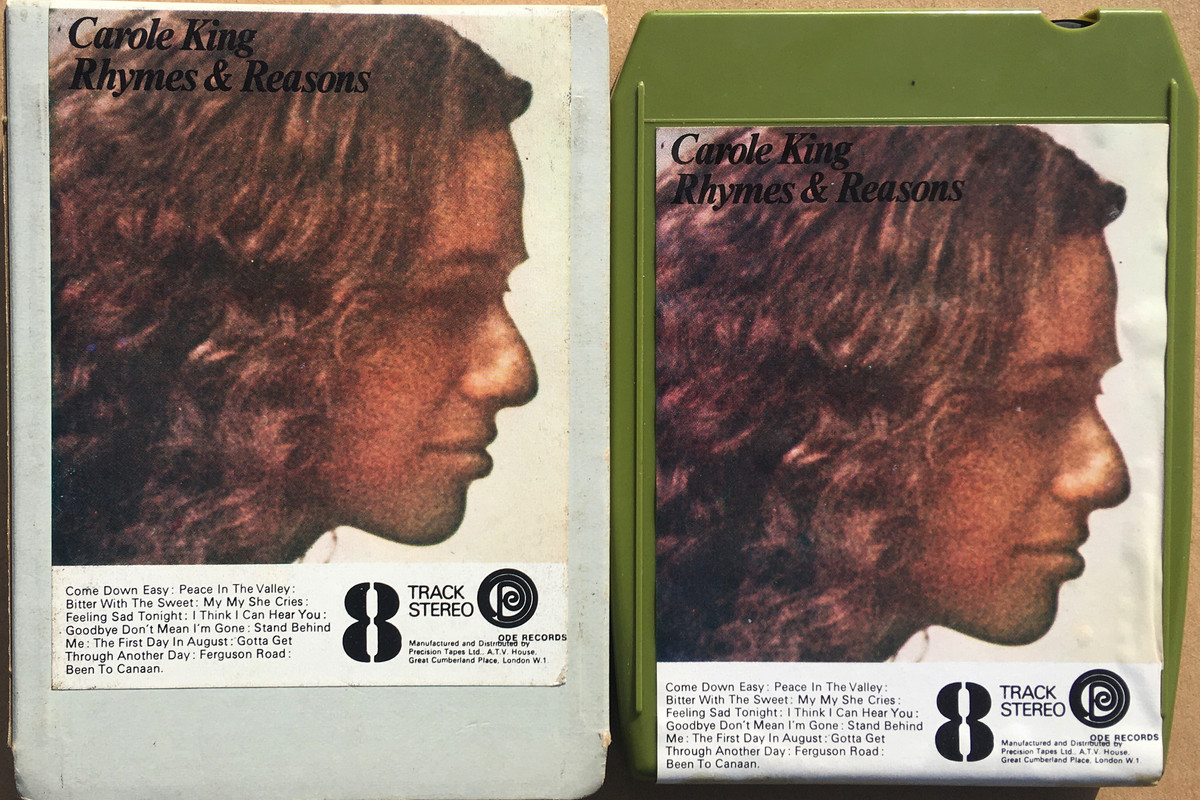 Carole King
Rhymes & Reasons
Come Down Easy: Peace In The Valley:
Bitter With The Sweet: My My She Cries:
Feeling Sad Tonight: I Think I Can Hear You:
Goodbye Don't Mean I'm Gone: Stand Behind
Me: The First Day In August: Gotta Get
Through Another Day: Ferguson Road:
Been To Canaan.
8 TRACK
STEREO
ODE RECORDS
Manufactured and Distributed by
Precision Tapes Ltd., A.T.V. House,
Great Cumberland Place, London W.1
Carole King
Rhymes & Reasons
Come Down Easy: Peace In The Valley:
Bitter With The Sweet: My My She Cries:
Feeling Sad Tonight: I Think I Can Hear You:
Goodbye Don't Mean I'm Gone: Stand Behind
Me: The First Day In August: Gotta Get
Through Another Day: Ferguson Road:
Been To Canaan.
8 TRACK
STEREO
ODE RECORDS
Manufactured and Distributed by
Precision Tapes Ltd., A.T.V. House,
Great Cumberland Place, London W.1